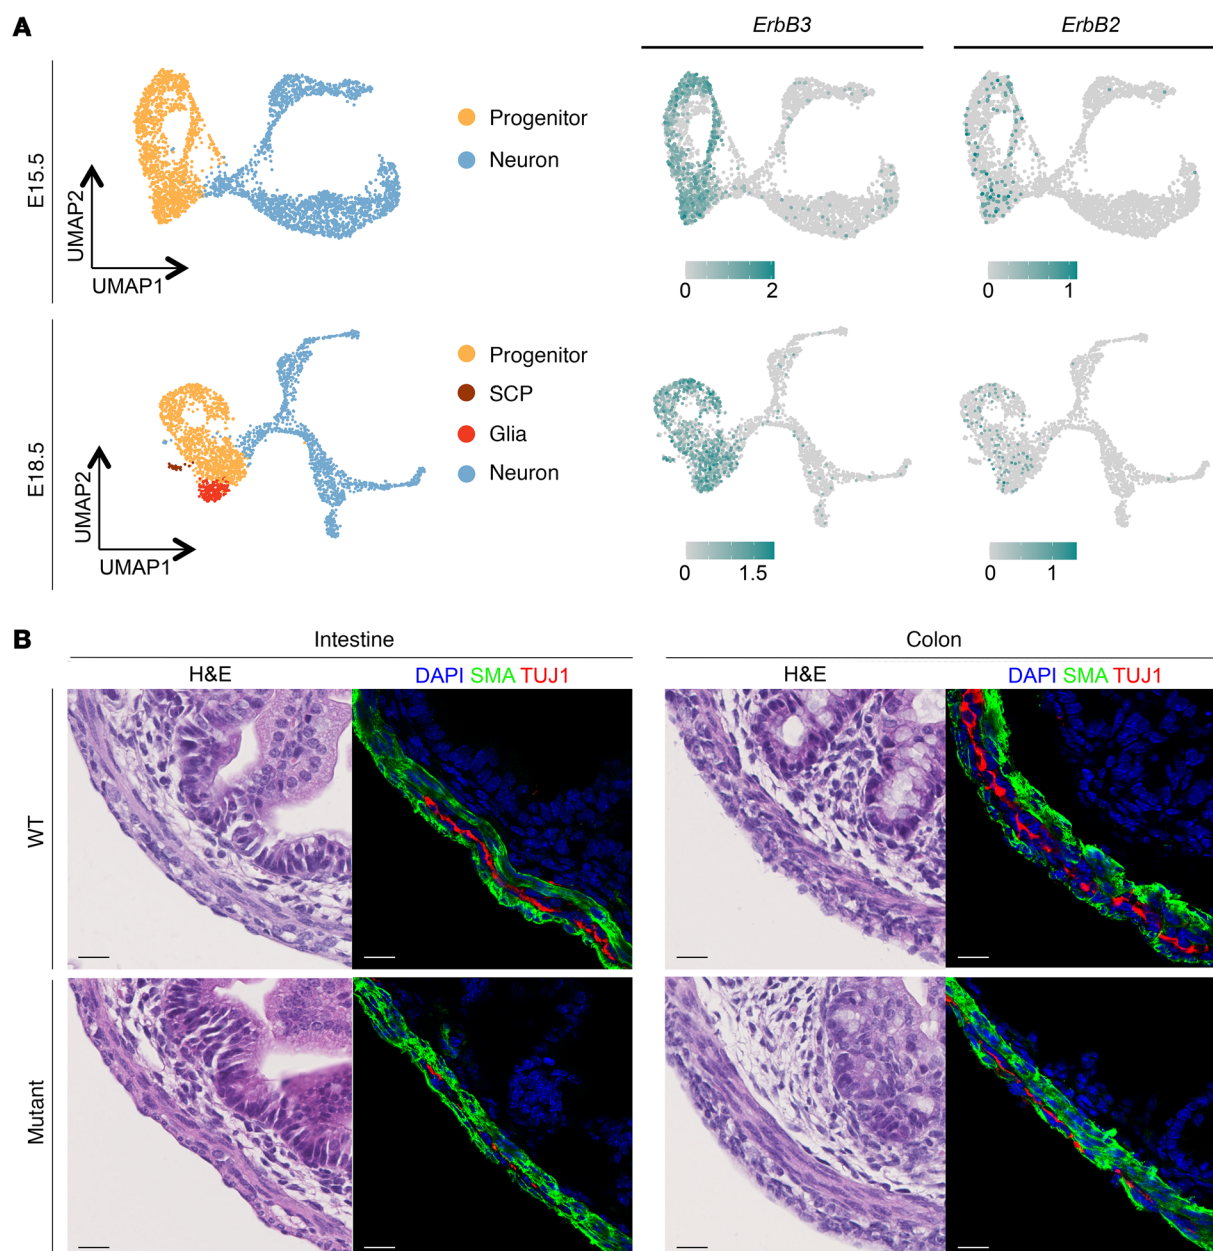 A
ErbB3
ErbB2
E15.5
Progenitor
Neuron
UMAP2
UMAP1
0
2
0
1
E18.5
Progenitor
SCP
Glia
Neuron
UMAP2
UMAP1
0
1.5
0
1
B
Intestine
Colon
H&E
DAPI SMA TUJ1
H&E
DAPI SMA TUJ1
WT
Mutant